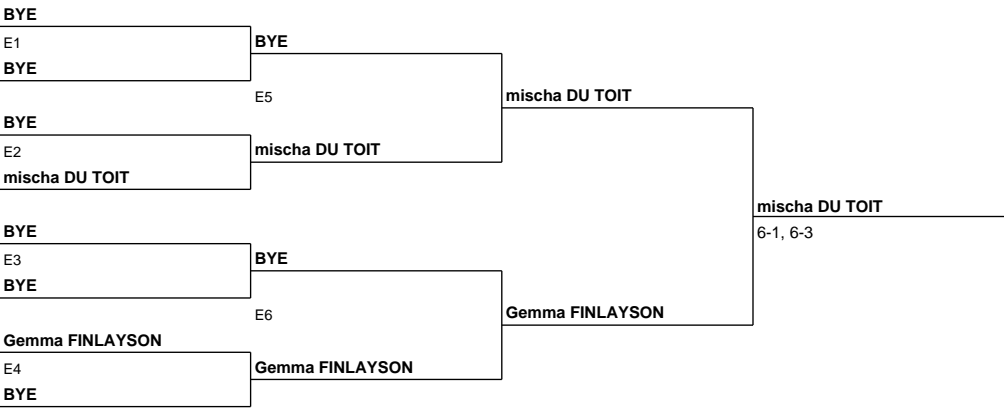 BYE
E1
BYE
BYE
E5
mischa DU TOIT
BYE
E2
mischa DU TOIT
mischa DU TOIT
mischa DU TOIT
6-1, 6-3
BYE
E3
BYE
BYE
E6
Gemma FINLAYSON
Gemma FINLAYSON
E4
Gemma FINLAYSON
BYE